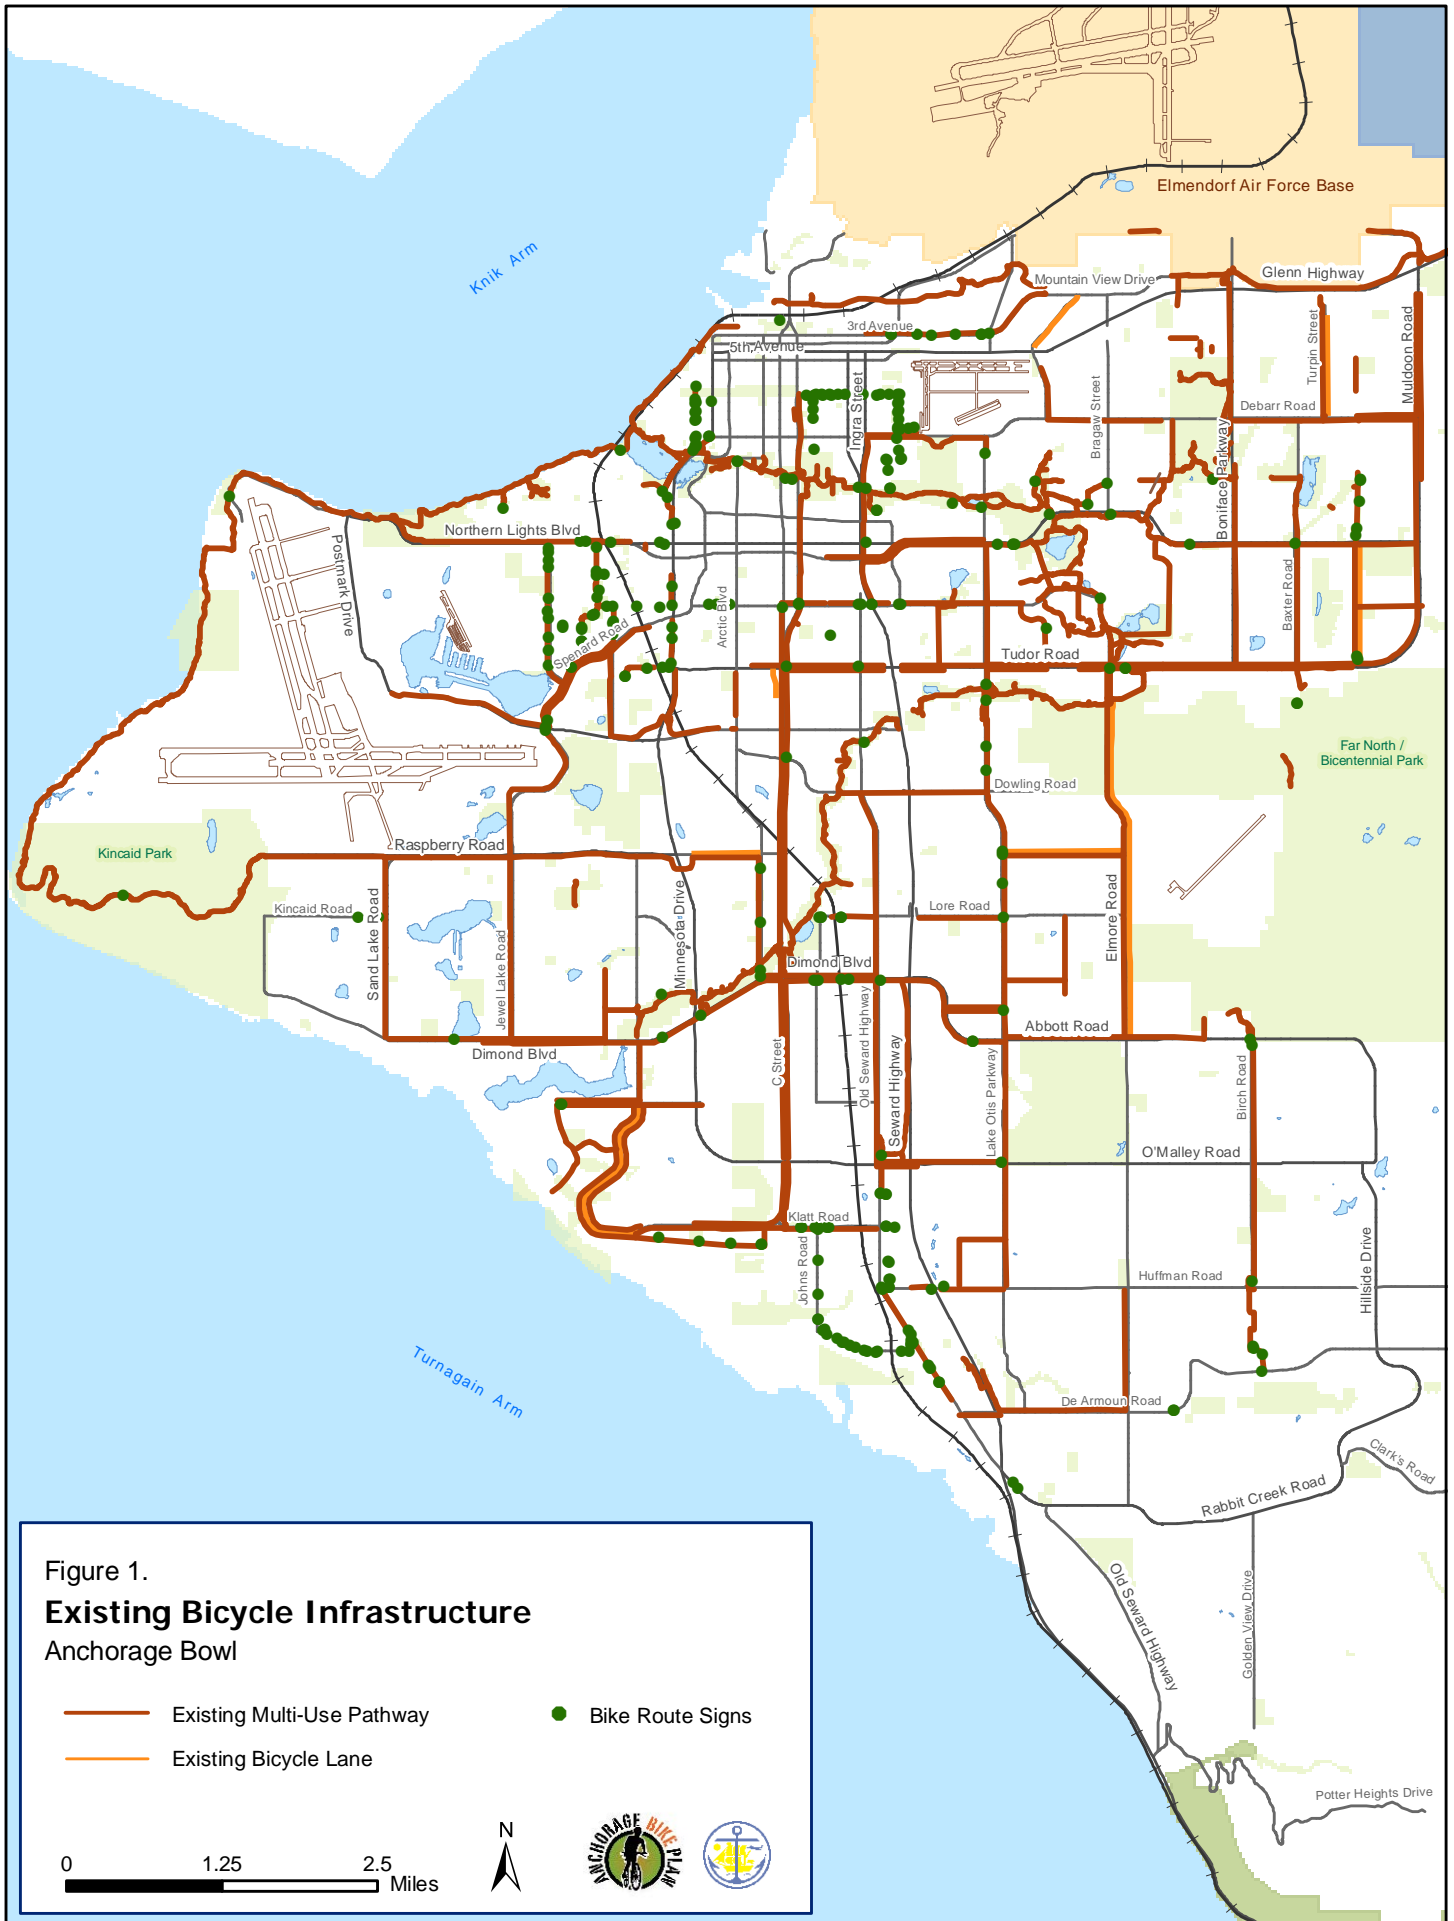 Elmendorf Air Force Base
Knik Arm
Glenn Highway
Mountain View Drive
3rd Avenue
5th Avenue
Turpin Street
Muldoon Road
Ingra Street
Bragaw Street
Debarr Road
Boniface Parkway
Northern Lights Blvd
Postmark Drive
Arctic Blvd
Baxter Road
Spenard Road
Tudor Road
Far North /
Bicentennial Park
Dowling Road
Raspberry Road
Kincaid Park
Kincaid Road
Sand Lake Road
Jewel Lake Road
Minnesota Drive
Lore Road
Elmore Road
Dimond Blvd
Old Seward Highway
Abbott Road
Dimond Blvd
C Street
Seward Highway
Lake Otis Parkway
Birch Road
O'Malley Road
Klatt Road
Johns Road
Huffman Road
Hillside Drive
Turnagain Arm
De Armoun Road
Clark's Road
Rabbit Creek Road
Old Seward Highway
Golden View Drive
Potter Heights Drive
Figure 1.
Existing Bicycle Infrastructure
Anchorage Bowl
Existing Multi-Use Pathway
Bike Route Signs
Existing Bicycle Lane
N
ANCHORAGE BIKE PLAN
0 1.25 2.5
Miles